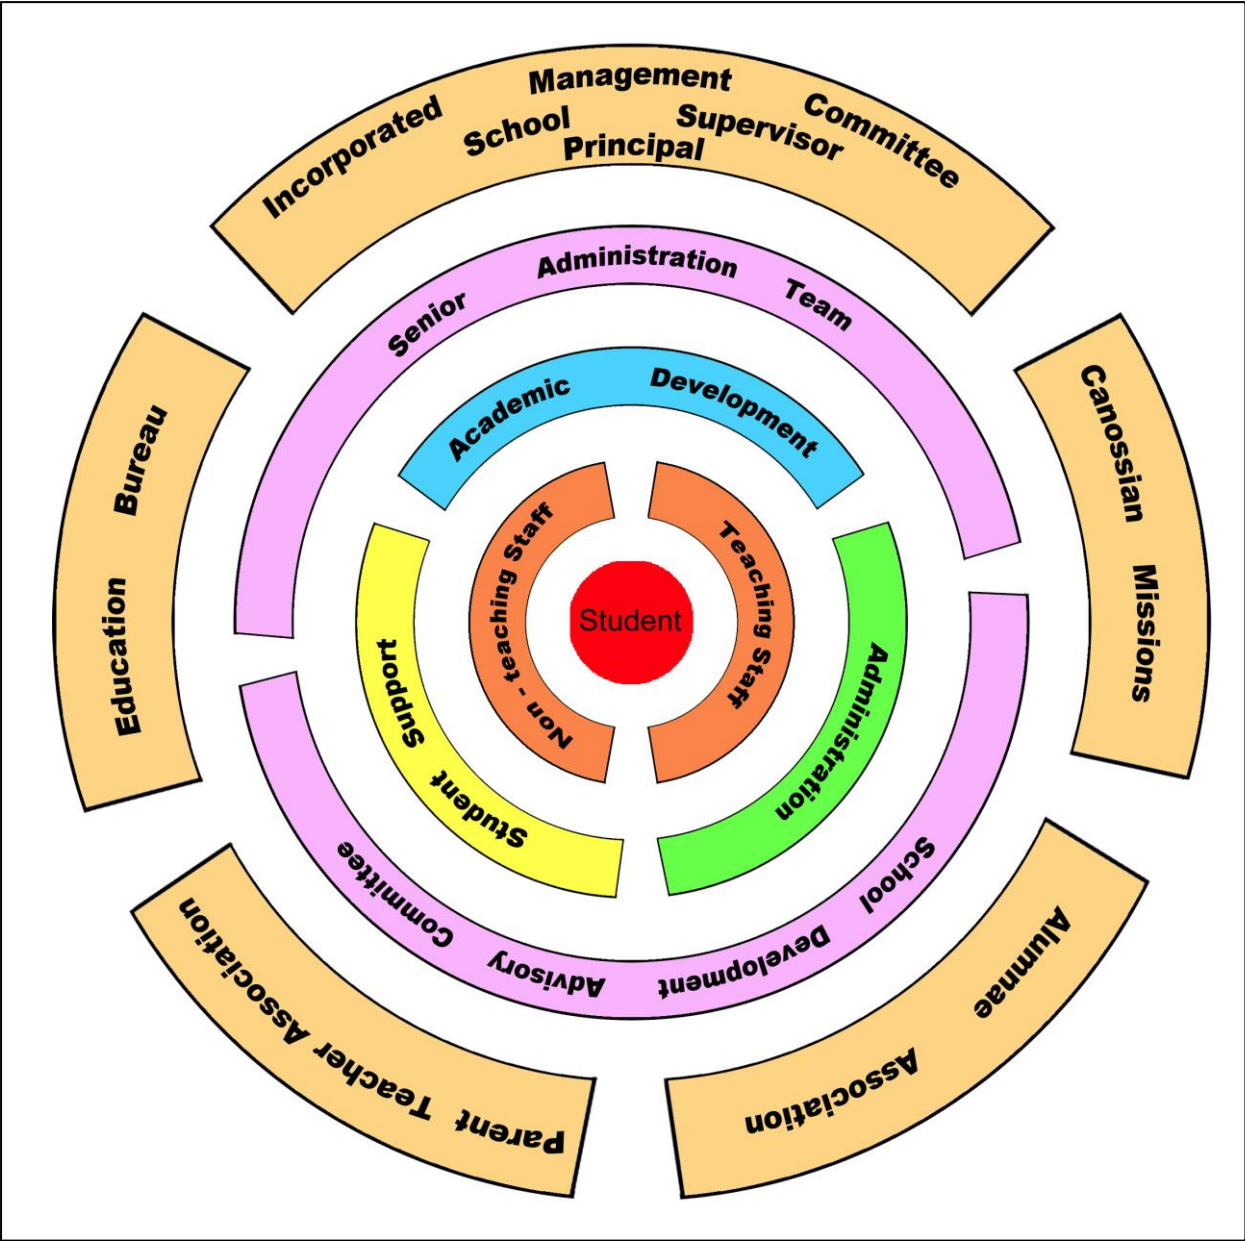 Incorporated Management Committee
School Supervisor
Principal
Senior Administration Team
Academic Development
Education Bureau
Canossian Missions
Non - teaching Staff
Teaching Staff
Student
Student Support
Administration
School Development Advisory Committee
Parent Teacher Association
Alumnae Association